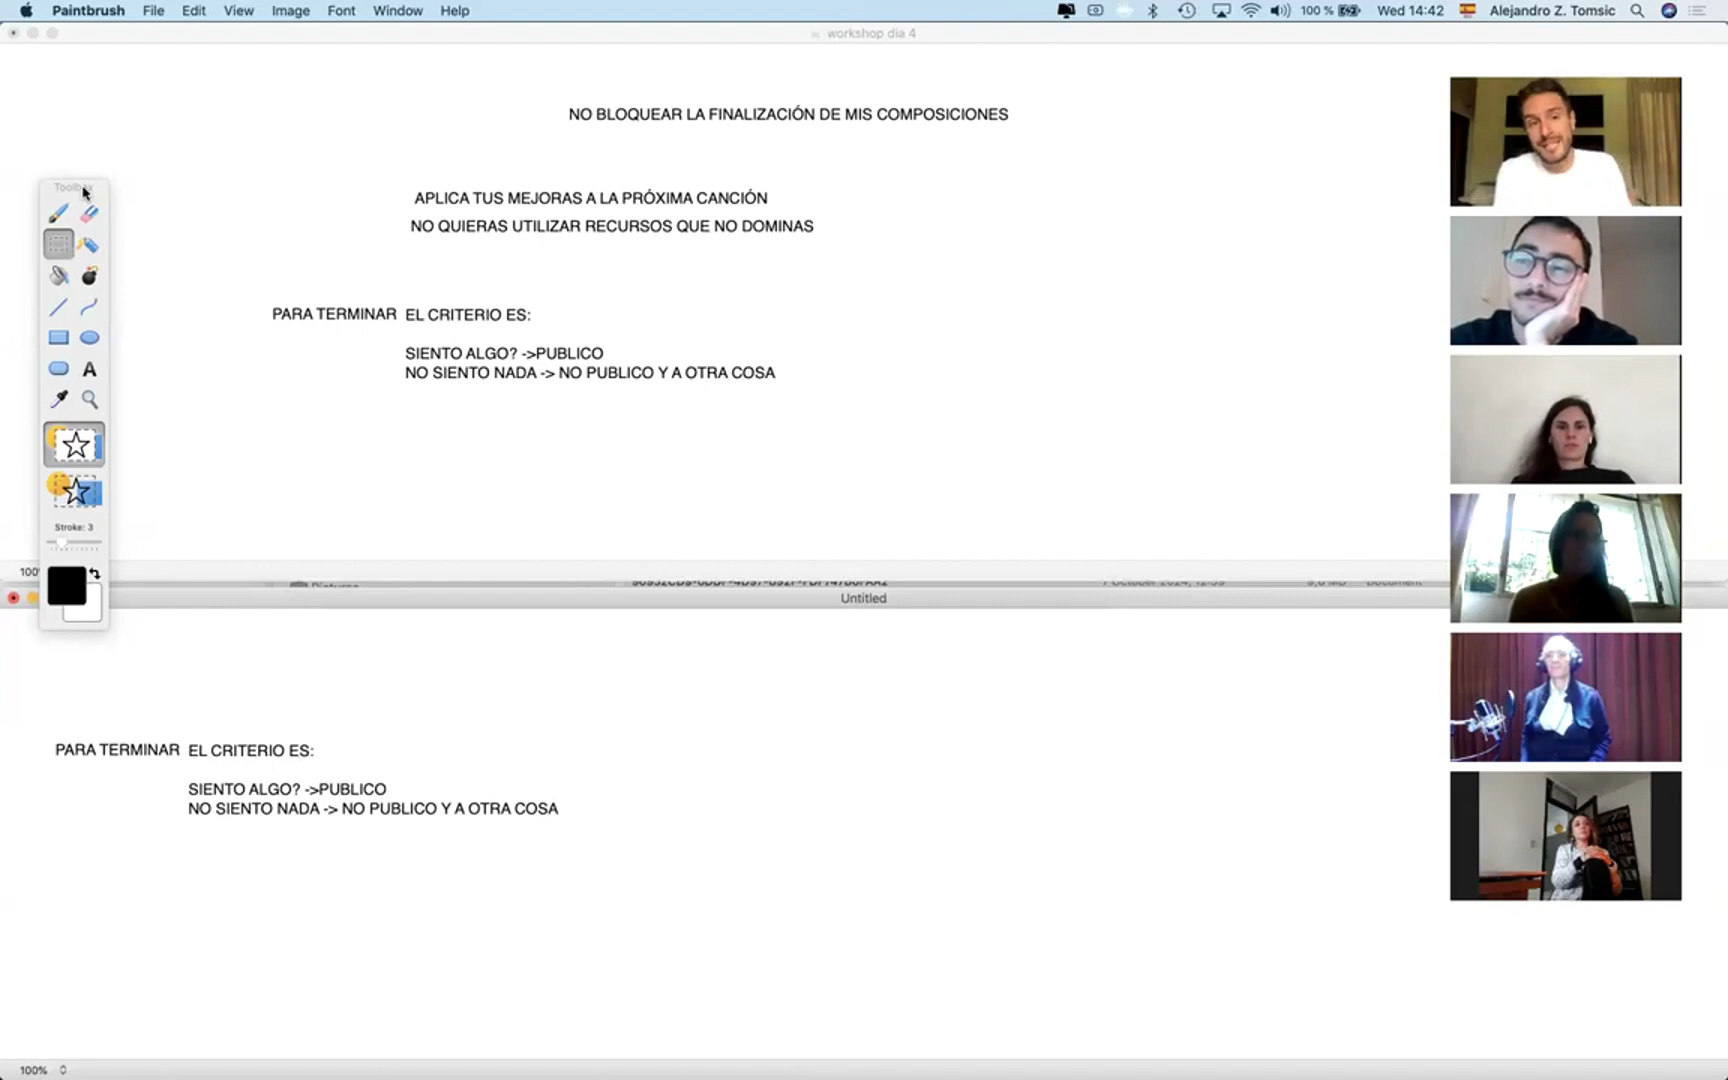 Paintbrush File Edit View Image Font Window Help 100 % Wed 14:42 Alejandro Z. Tomsic
workshop dia 4
NO BLOQUEAR LA FINALIZACIÓN DE MIS COMPOSICIONES
APLICA TUS MEJORAS A LA PRÓXIMA CANCIÓN
NO QUIERAS UTILIZAR RECURSOS QUE NO DOMINAS
PARA TERMINAR EL CRITERIO ES:
SIENTO ALGO? ->PUBLICO
NO SIENTO NADA -> NO PUBLICO Y A OTRA COSA
A
Stroke: 3
100
Untitled
PARA TERMINAR EL CRITERIO ES:
SIENTO ALGO? ->PUBLICO
NO SIENTO NADA -> NO PUBLICO Y A OTRA COSA
100%